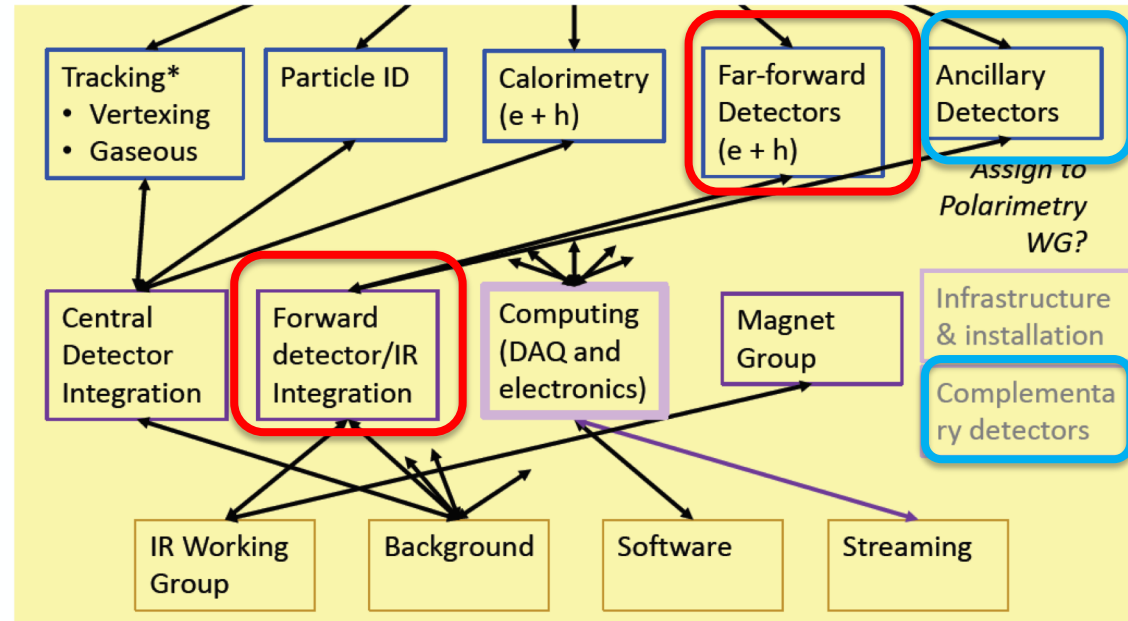 Tracking*
• Vertexing
• Gaseous
Particle ID
Calorimetry
(e + h)
Far-forward
Detectors
(e + h)
Ancillary
Detectors
Assign to
Polarimetry
WG?
Central
Detector
Integration
Forward
detector/IR
Integration
Computing
(DAQ and
electronics)
Magnet
Group
Infrastructure
& installation
Complementa
ry detectors
IR Working
Group
Background
Software
Streaming